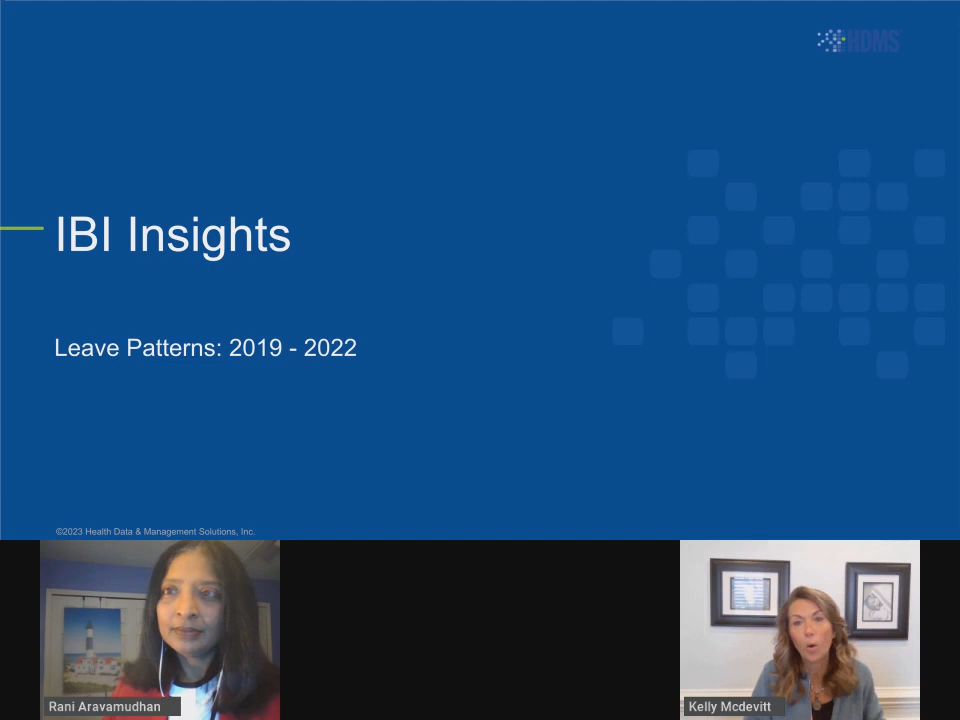 HDMS
IBI Insights
Leave Patterns: 2019 - 2022
©2023 Health Data & Management Solutions, Inc.
Rani Aravamudhan
Kelly Mcdevitt